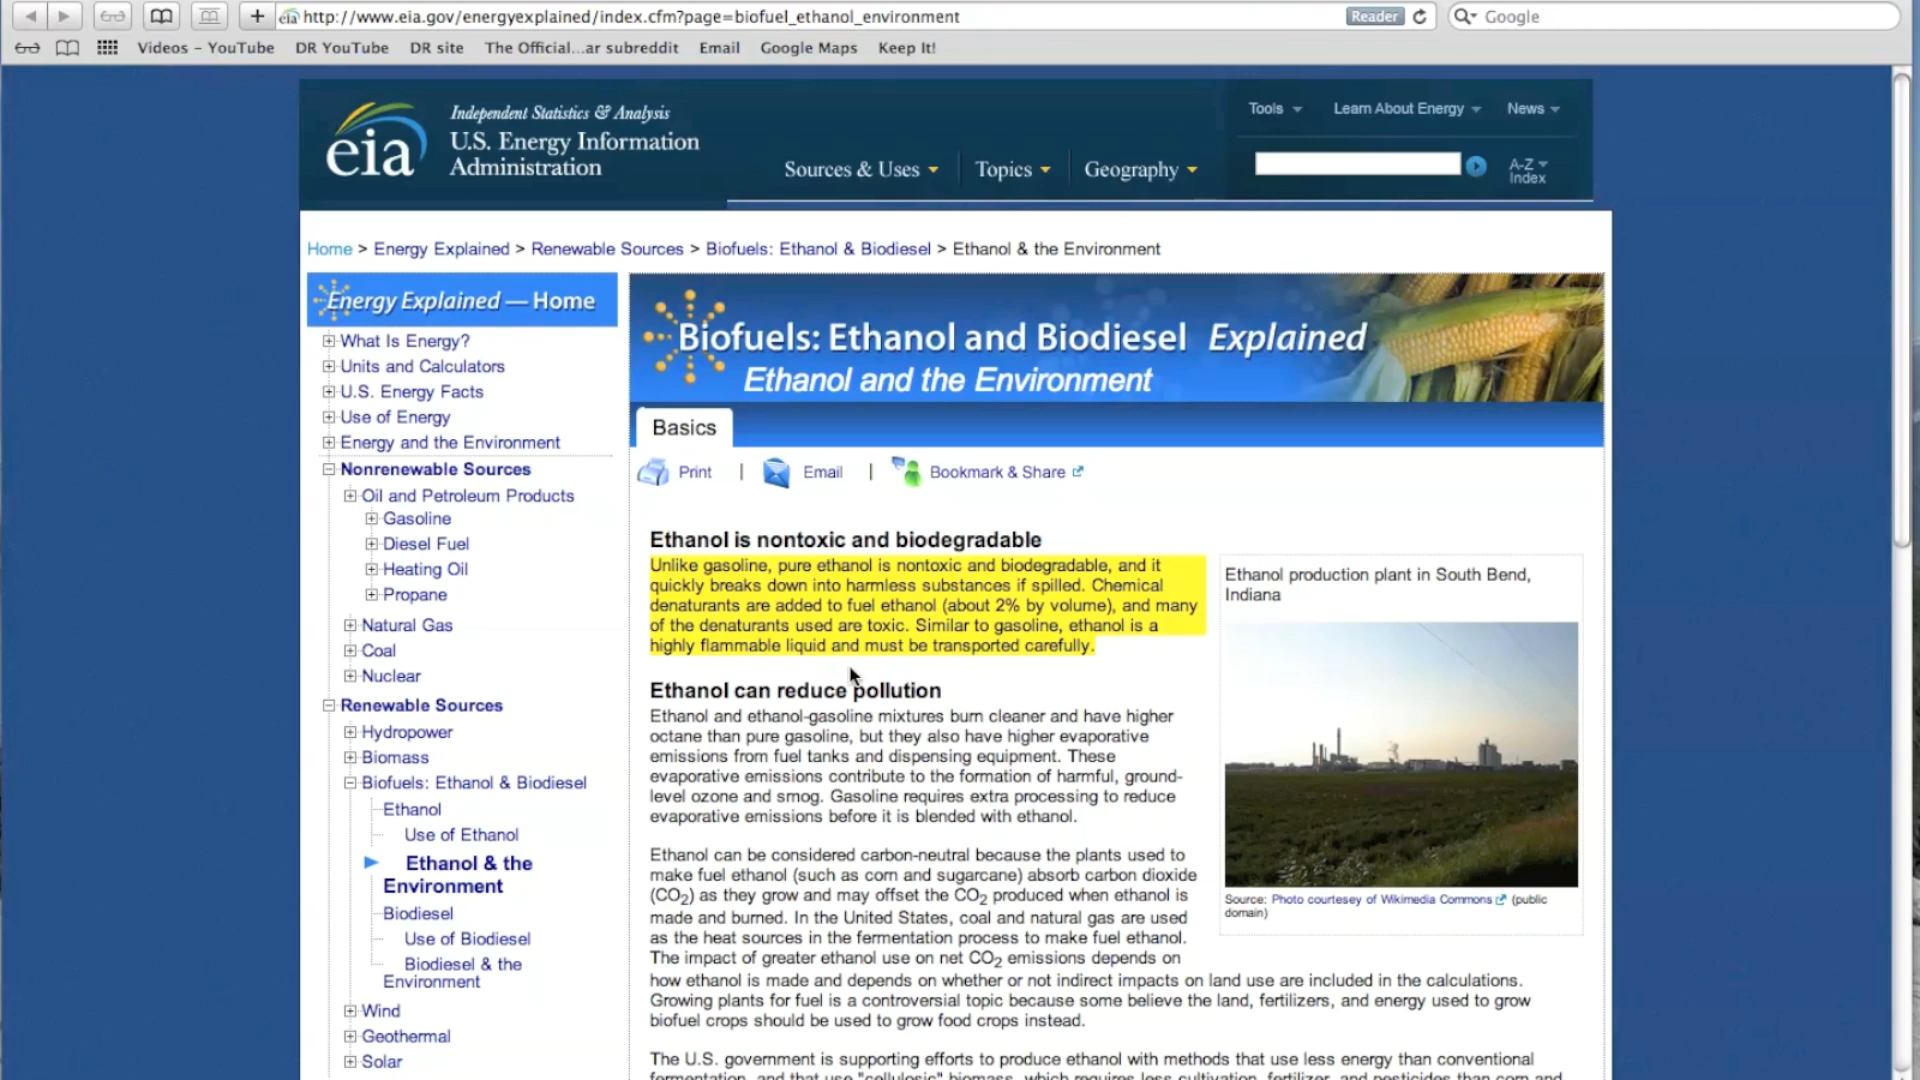 http://www.eia.gov/energyexplained/index.cfm?page=biofuel_ethanol_environment
Reader
Google
Videos - YouTube
DR YouTube
DR site
The Official...ar subreddit
Email
Google Maps
Keep It!
eia
Independent Statistics & Analysis
U.S. Energy Information
Administration
Sources & Uses
Topics
Geography
Tools
Learn About Energy
News
A-Z
Index
Home > Energy Explained > Renewable Sources > Biofuels: Ethanol & Biodiesel > Ethanol & the Environment
Energy Explained — Home
What Is Energy?
Units and Calculators
U.S. Energy Facts
Use of Energy
Energy and the Environment
Nonrenewable Sources
Oil and Petroleum Products
Gasoline
Diesel Fuel
Heating Oil
Propane
Natural Gas
Coal
Nuclear
Renewable Sources
Hydropower
Biomass
Biofuels: Ethanol & Biodiesel
Ethanol
Use of Ethanol
Ethanol & the
Environment
Biodiesel
Use of Biodiesel
Biodiesel & the
Environment
Wind
Geothermal
Solar
Biofuels: Ethanol and Biodiesel Explained
Ethanol and the Environment
Basics
Print | Email | Bookmark & Share
Ethanol is nontoxic and biodegradable
Unlike gasoline, pure ethanol is nontoxic and biodegradable, and it
quickly breaks down into harmless substances if spilled. Chemical
denaturants are added to fuel ethanol (about 2% by volume), and many
of the denaturants used are toxic. Similar to gasoline, ethanol is a
highly flammable liquid and must be transported carefully.
Ethanol can reduce pollution
Ethanol and ethanol-gasoline mixtures burn cleaner and have higher
octane than pure gasoline, but they also have higher evaporative
emissions from fuel tanks and dispensing equipment. These
evaporative emissions contribute to the formation of harmful, ground-
level ozone and smog. Gasoline requires extra processing to reduce
evaporative emissions before it is blended with ethanol.
Ethanol can be considered carbon-neutral because the plants used to
make fuel ethanol (such as corn and sugarcane) absorb carbon dioxide
(CO2) as they grow and may offset the CO2 produced when ethanol is
made and burned. In the United States, coal and natural gas are used
as the heat sources in the fermentation process to make fuel ethanol.
The impact of greater ethanol use on net CO2 emissions depends on
how ethanol is made and depends on whether or not indirect impacts on land use are included in the calculations.
Growing plants for fuel is a controversial topic because some believe the land, fertilizers, and energy used to grow
biofuel crops should be used to grow food crops instead.
The U.S. government is supporting efforts to produce ethanol with methods that use less energy than conventional
fermentation, and that use "cellulosic" biomass, which requires less cultivation, fertilizer, and pesticides than corn and
Ethanol production plant in South Bend,
Indiana
Source: Photo courtesey of Wikimedia Commons (public
domain)